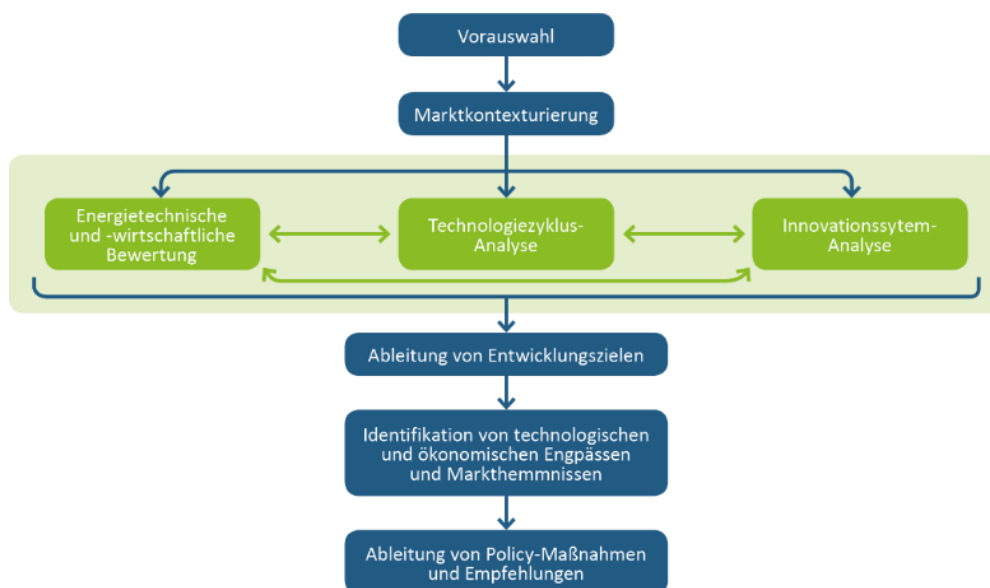 Vorauswahl
Marktkontexturierung
Energietechnische
und -wirtschaftliche
Bewertung
Technologiezyklus-
Analyse
Innovationssytem-
Analyse
Ableitung von Entwicklungszielen
Identifikation von technologischen
und ökonomischen Engpässen
und Markthemmnissen
Ableitung von Policy-Maßnahmen
und Empfehlungen